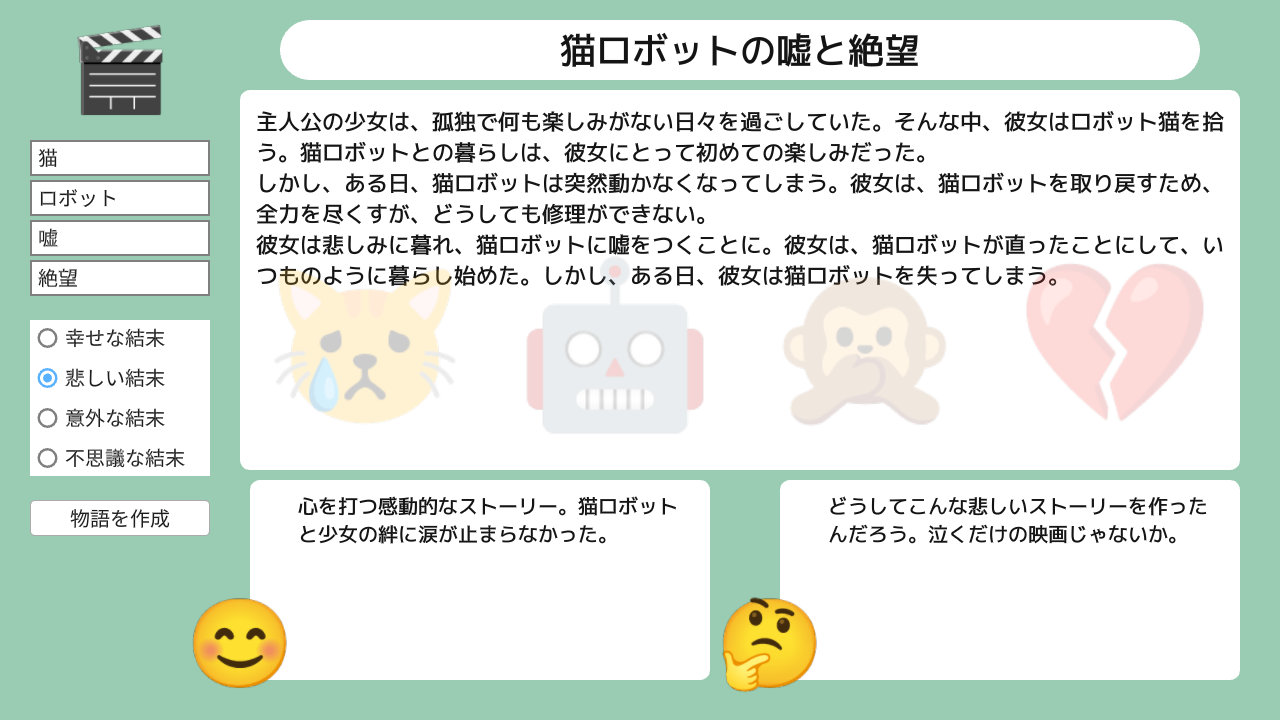 猫ロボットの嘘と絶望
猫
ロボット
嘘
絶望
幸せな結末
悲しい結末
意外な結末
不思議な結末
物語を作成
主人公の少女は、孤独で何も楽しみがない日々を過ごしていた。そんな中、彼女はロボット猫を拾
う。猫ロボットとの暮らしは、彼女にとって初めての楽しみだった。
しかし、ある日、猫ロボットは突然動かなくなってしまう。彼女は、猫ロボットを取り戻すため、
全力を尽くすが、どうしても修理ができない。
彼女は悲しみに暮れ、猫ロボットに嘘をつくことに。彼女は、猫ロボットが直ったことにして、い
つものように暮らし始めた。しかし、ある日、彼女は猫ロボットを失ってしまう。
心を打つ感動的なストーリー。猫ロボット
と少女の絆に涙が止まらなかった。
どうしてこんな悲しいストーリーを作った
んだろう。泣くだけの映画じゃないか。